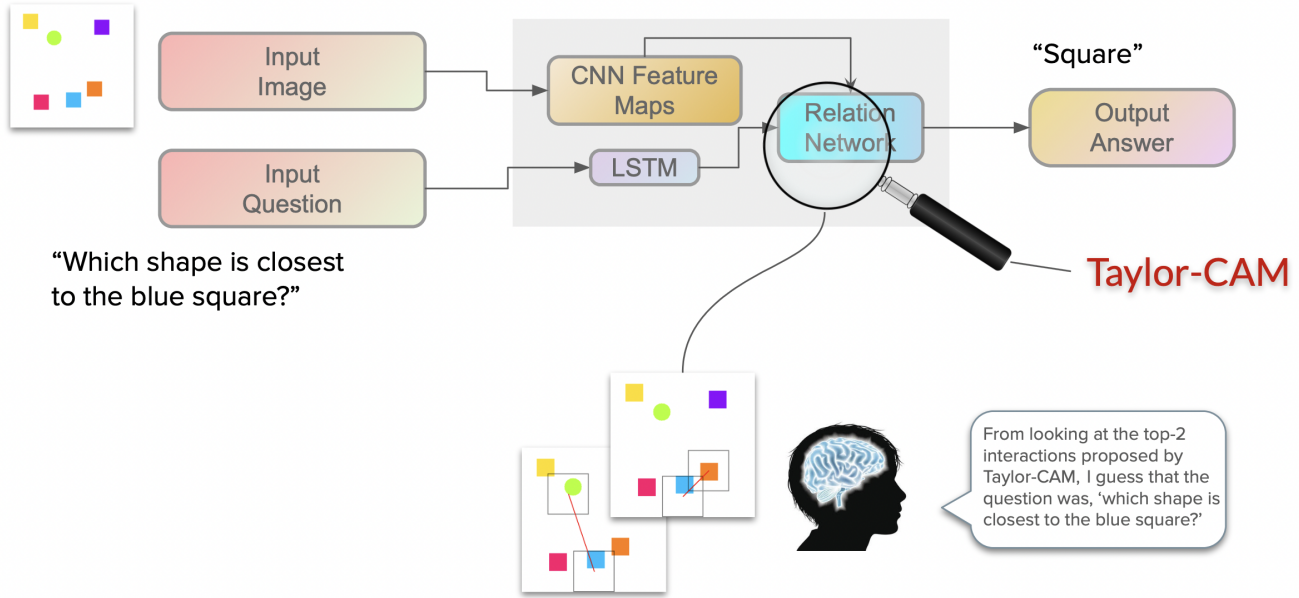 Input
Image
CNN Feature
Maps
Relation
Network
“Square”
Output
Answer
Input
Question
LSTM
“Which shape is closest
to the blue square?”
Taylor-CAM
From looking at the top-2
interactions proposed by
Taylor-CAM, I guess that the
question was, ‘which shape is
closest to the blue square?’